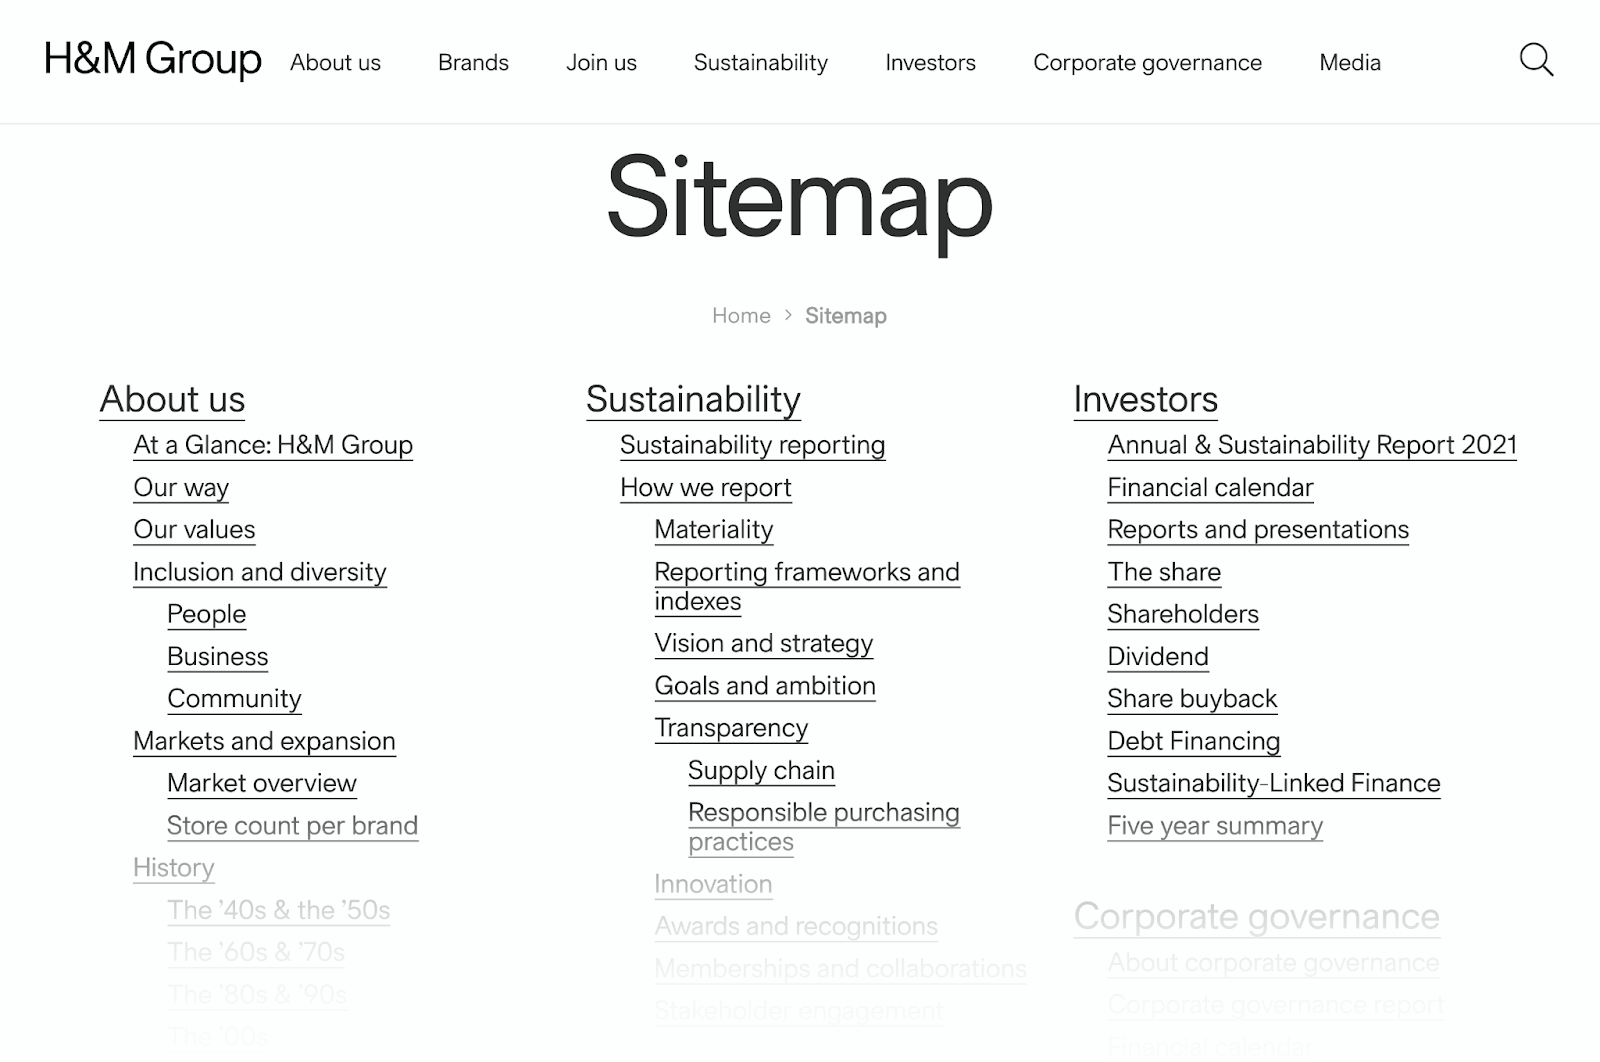 H&M Group
About us
Brands
Join us
Sustainability
Investors
Corporate governance
Media
Sitemap
Home > Sitemap
About us
At a Glance: H&M Group
Our way
Our values
Inclusion and diversity
People
Business
Community
Markets and expansion
Market overview
Store count per brand
History
The ’40s & the ’50s
The ’60s & ’70s
The ’80s & ’90s
The ’00s
Sustainability
Sustainability reporting
How we report
Materiality
Reporting frameworks and
indexes
Vision and strategy
Goals and ambition
Transparency
Supply chain
Responsible purchasing
practices
Innovation
Awards and recognitions
Memberships and collaborations
Stakeholder engagement
Investors
Annual & Sustainability Report 2021
Financial calendar
Reports and presentations
The share
Shareholders
Dividend
Share buyback
Debt Financing
Sustainability-Linked Finance
Five year summary
Corporate governance
About corporate governance
Corporate governance report
Financial calendar